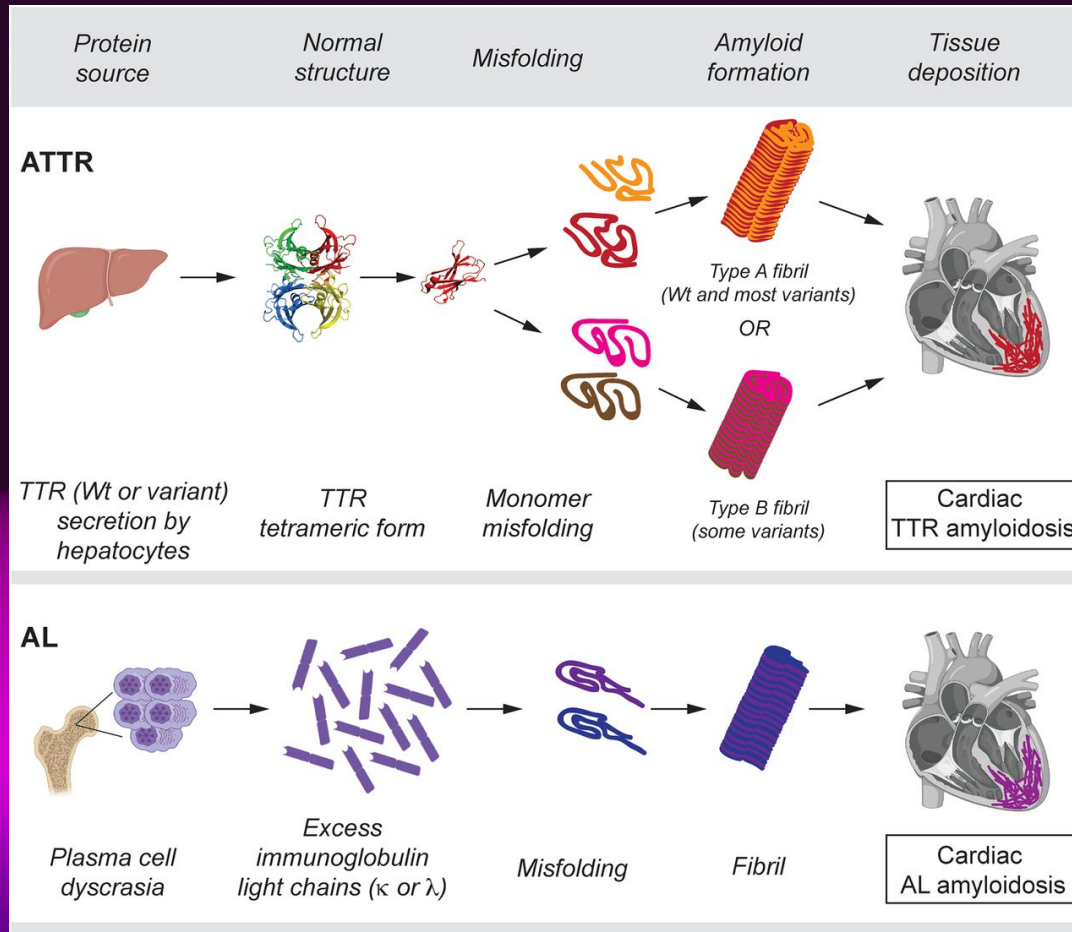 Protein
source
Normal
structure
Misfolding
Amyloid
formation
Tissue
deposition
ATTR
Type A fibril
(Wt and most variants)
OR
TTR (Wt or variant)
secretion by
hepatocytes
TTR
tetrameric form
Monomer
misfolding
Type B fibril
(some variants)
Cardiac
TTR amyloidosis
AL
Plasma cell
dyscrasia
Excess
immunoglobulin
light chains (κ or λ)
Misfolding
Fibril
Cardiac
AL amyloidosis